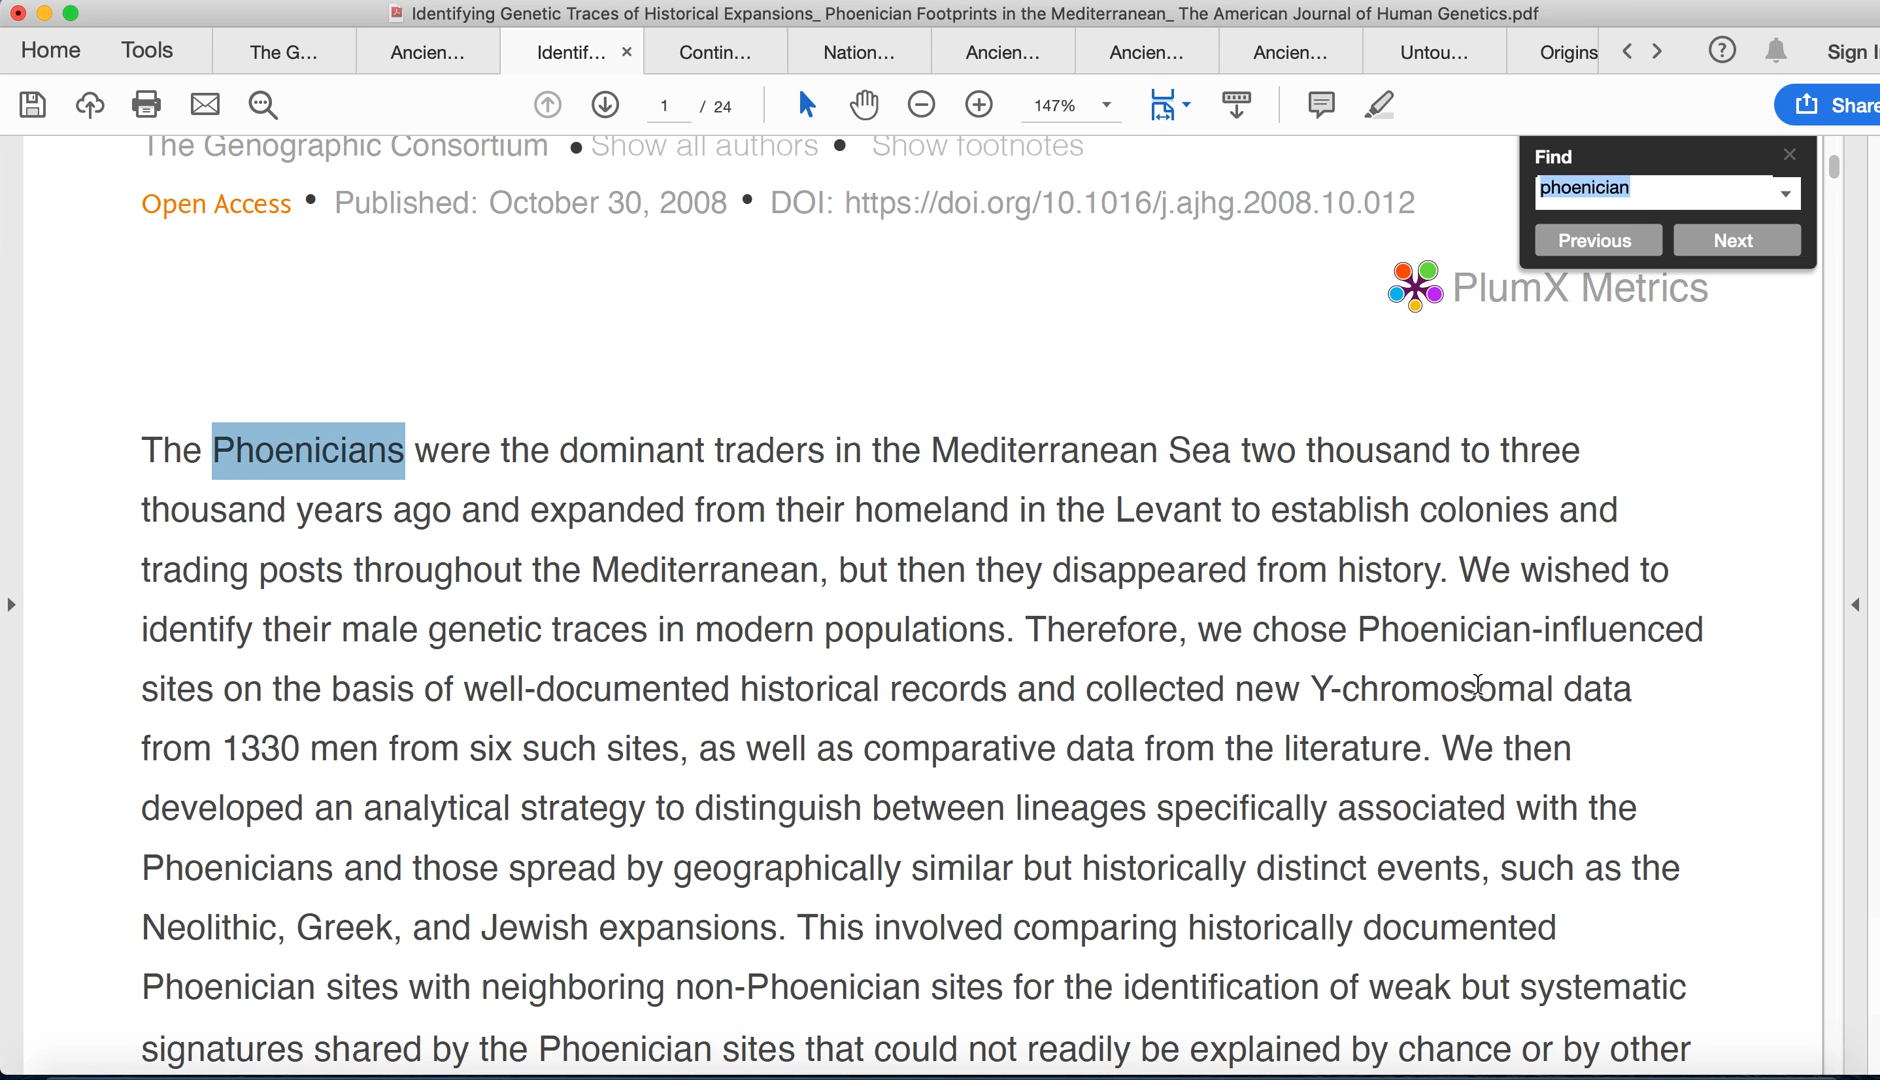 Identifying Genetic Traces of Historical Expansions_ Phoenician Footprints in the Mediterranean_ The American Journal of Human Genetics.pdf
Home Tools The G... Ancien... Identif... × Contin... Nation... Ancien... Ancien... Ancien... Untou... Origins Sign I
1 / 24 147% Share
The Genographic Consortium • Show all authors • Show footnotes
Open Access • Published: October 30, 2008 • DOI: https://doi.org/10.1016/j.ajhg.2008.10.012
Find
phoenician
Previous Next
PlumX Metrics
The Phoenicians were the dominant traders in the Mediterranean Sea two thousand to three
thousand years ago and expanded from their homeland in the Levant to establish colonies and
trading posts throughout the Mediterranean, but then they disappeared from history. We wished to
identify their male genetic traces in modern populations. Therefore, we chose Phoenician-influenced
sites on the basis of well-documented historical records and collected new Y-chromosomal data
from 1330 men from six such sites, as well as comparative data from the literature. We then
developed an analytical strategy to distinguish between lineages specifically associated with the
Phoenicians and those spread by geographically similar but historically distinct events, such as the
Neolithic, Greek, and Jewish expansions. This involved comparing historically documented
Phoenician sites with neighboring non-Phoenician sites for the identification of weak but systematic
signatures shared by the Phoenician sites that could not readily be explained by chance or by other